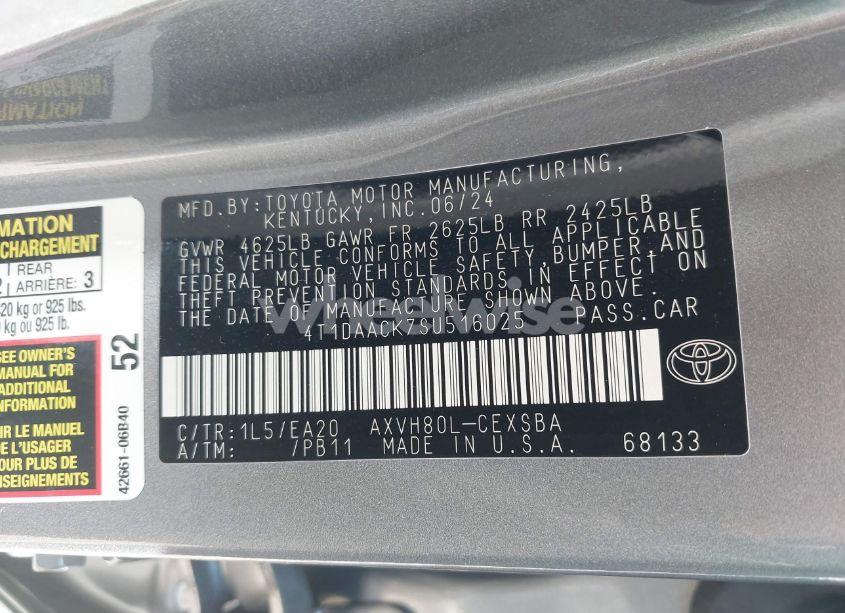 MFD.BY:TOYOTA MOTOR MANUFACTURING,
KENTUCKY,INC.06/24
GVWR 4625LB GAWR FR 2625LB RR 2425LB
THIS VEHICLE CONFORMS TO ALL APPLICABLE
FEDERAL MOTOR VEHICLE SAFETY,BUMPER,AND
THEFT PREVENTION STANDARDS IN EFFECT ON
THE DATE OF MANUFACTURE SHOWN ABOVE.
PASS.CAR
C/TR:1L5/EA20 AXVH80L-CEXSBA
A/TM: /PB11 MADE IN U.S.A. 68133
wheelwise
MATION
CHARGEMENT
REAR
ARRIÈRE: 3
20 kg or 925 lbs.
kg ou 925 lb.
SEE OWNER'S
MANUAL FOR
ADDITIONAL
INFORMATION
IR LE MANUEL
DE L'USAGER
OUR PLUS DE
NSEIGNEMENTS
52
42661-06B40